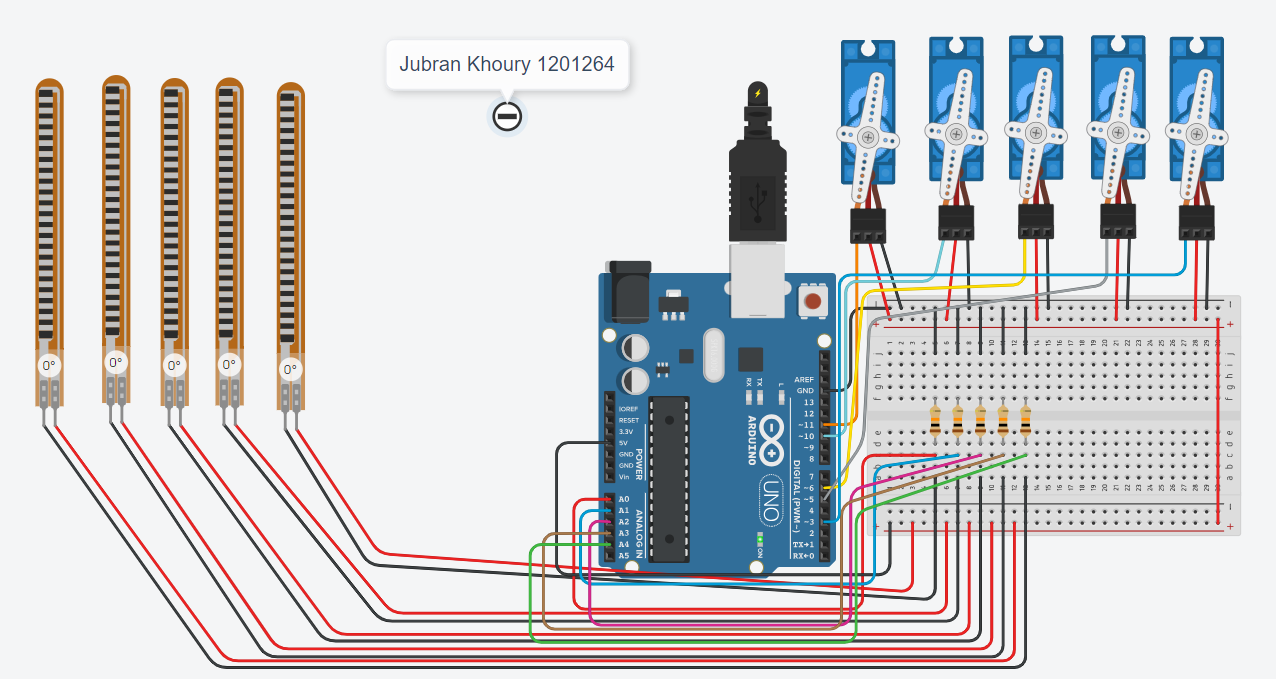 Jubran Khoury 1201264
0°
0°
0°
0°
0°
IOREF
RESET
3.3V
5V
GND
GND
Vin
POWER
A0
A1
A2
A3
A4
A5
ANALOG IN
RX
TX
L
ARDUINO
UNO
ON
AREF
GND
13
12
~11
~10
~9
8
7
~6
~5
4
~3
2
TX→1
RX←0
DIGITAL (PWM~)